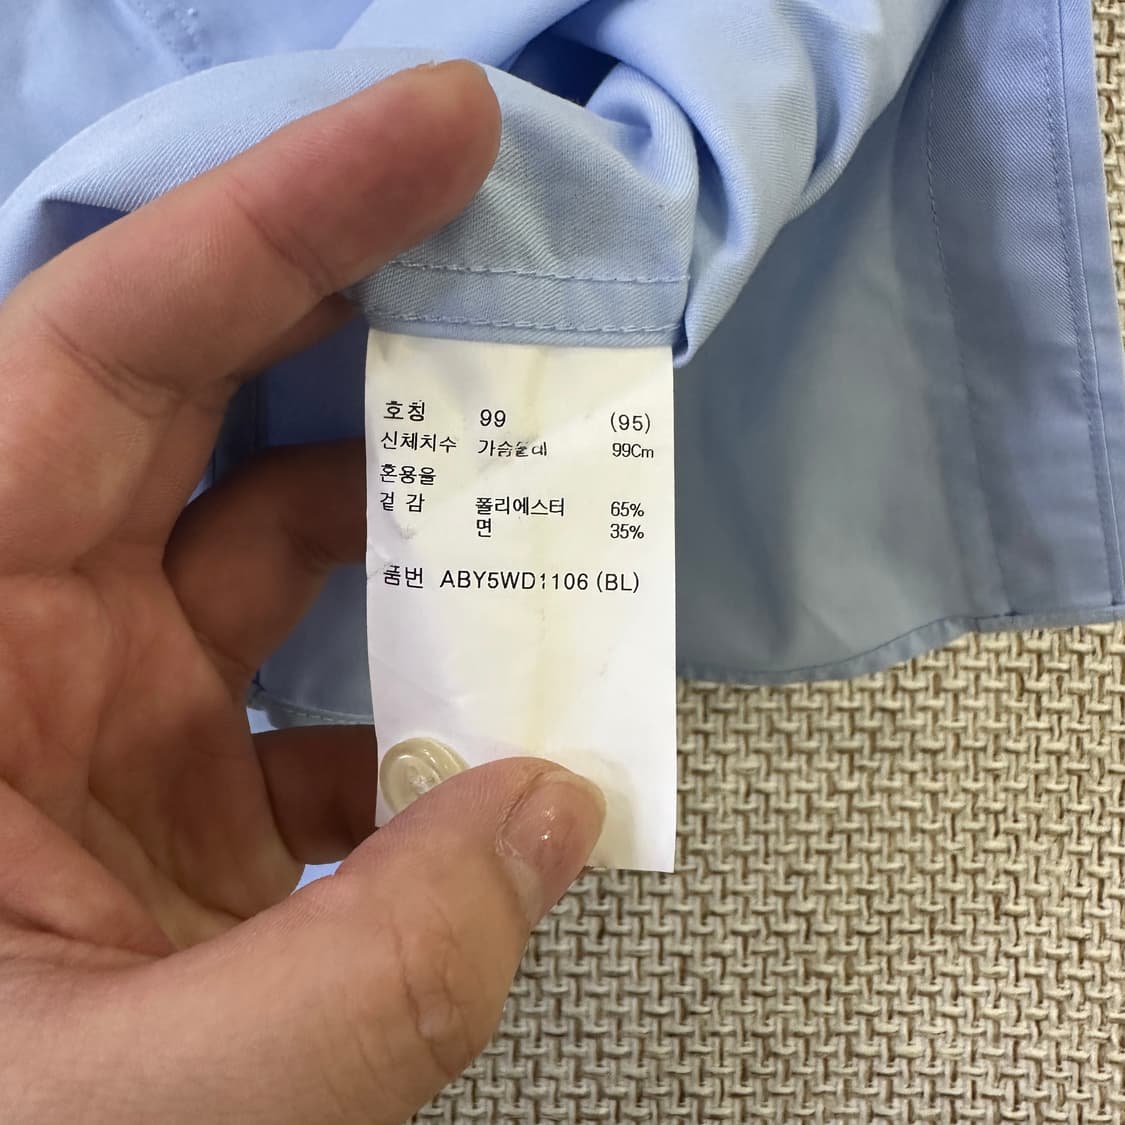 호칭 99 (95)
신체치수 가슴둘레 99Cm
혼용율
겉 감 폴리에스터 65%
면 35%
품번 ABY5WD1106 (BL)